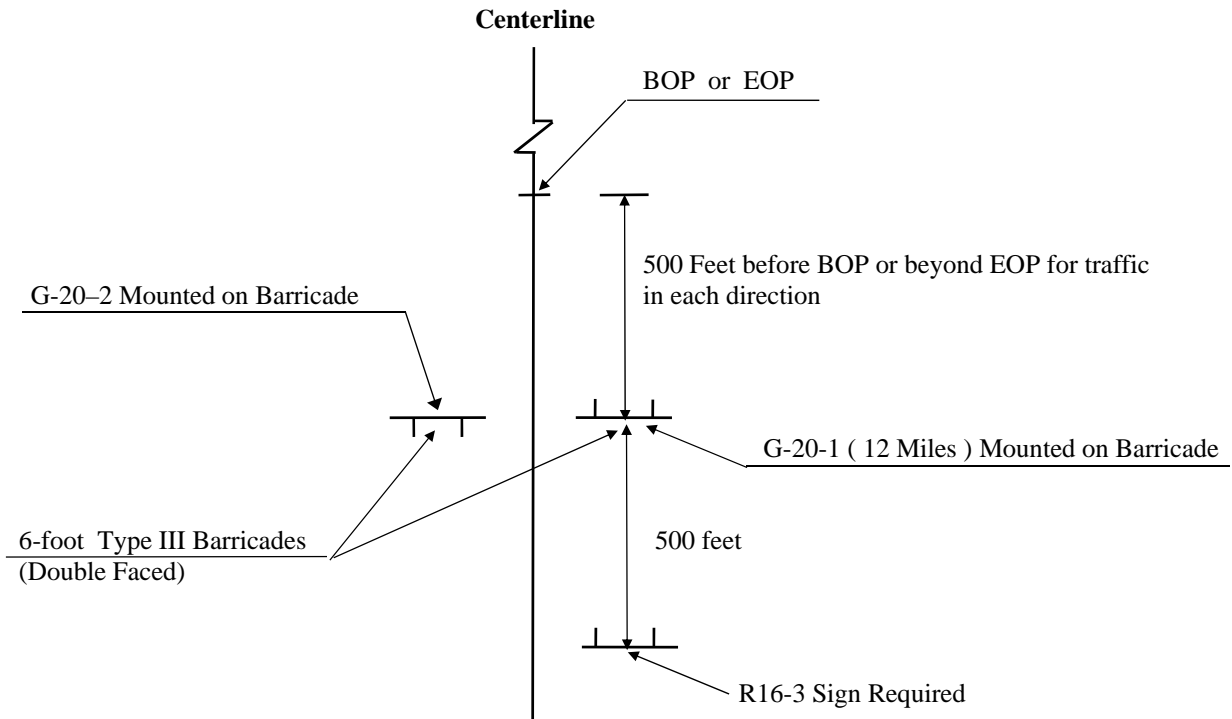 Centerline
BOP or EOP
500 Feet before BOP or beyond EOP for traffic
in each direction
G-20–2 Mounted on Barricade
G-20-1 ( 12 Miles ) Mounted on Barricade
6-foot Type III Barricades
(Double Faced)
500 feet
R16-3 Sign Required